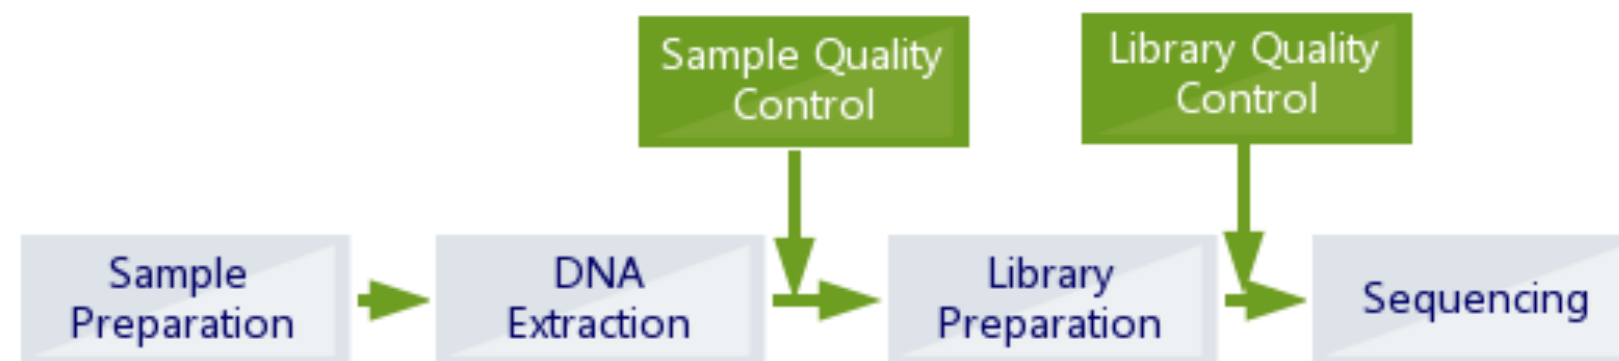 Sample Quality
Control
Library Quality
Control
Sample
Preparation
DNA
Extraction
Library
Preparation
Sequencing